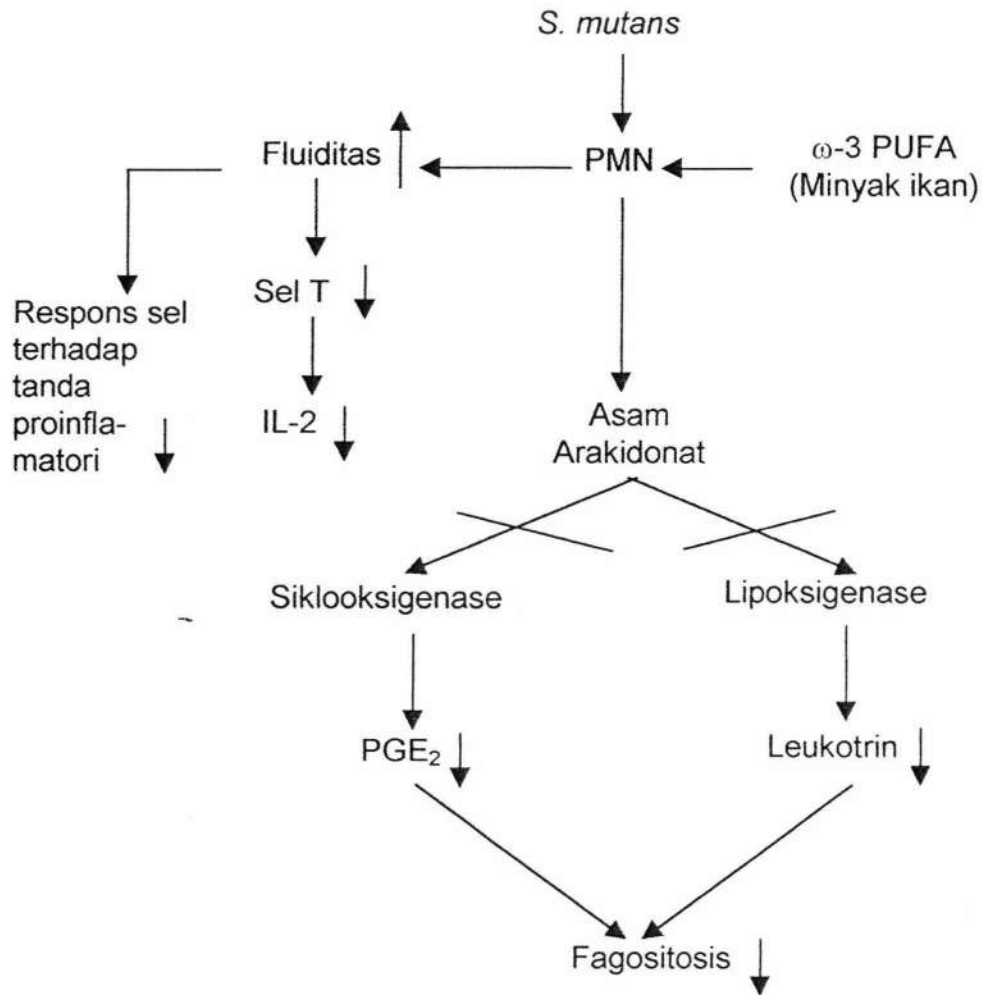 S. mutans
Fluiditas
PMN
ω-3 PUFA
(Minyak ikan)
Sel T
Respons sel
terhadap
tanda
proinfla-
matori
IL-2
Asam
Arakidonat
Siklooksigenase
Lipoksigenase
PGE₂
Leukotrin
Fagositosis